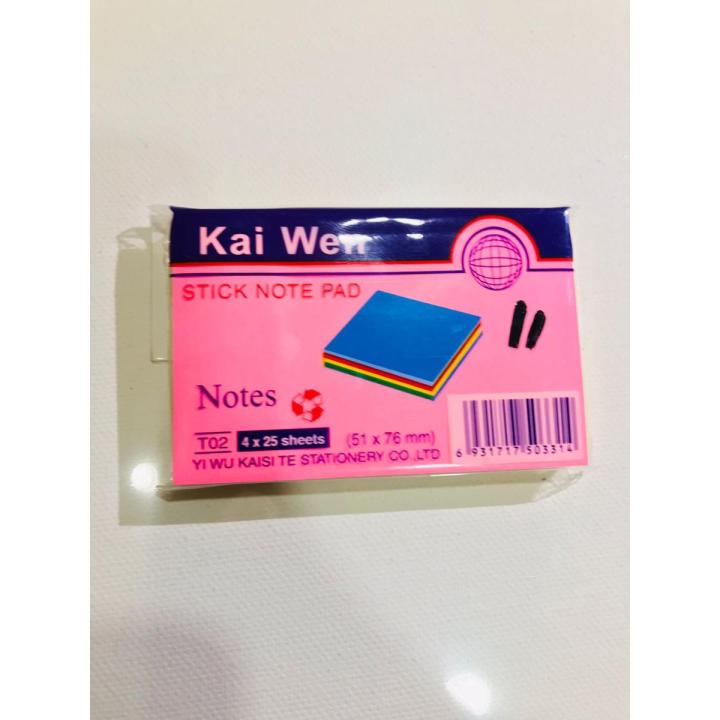 Kai Wen
STICK NOTE PAD
Notes
T02 4 x 25 sheets (51 x 76 mm)
YI WU KAISI TE STATIONERY CO.,LTD
6 931717 503314